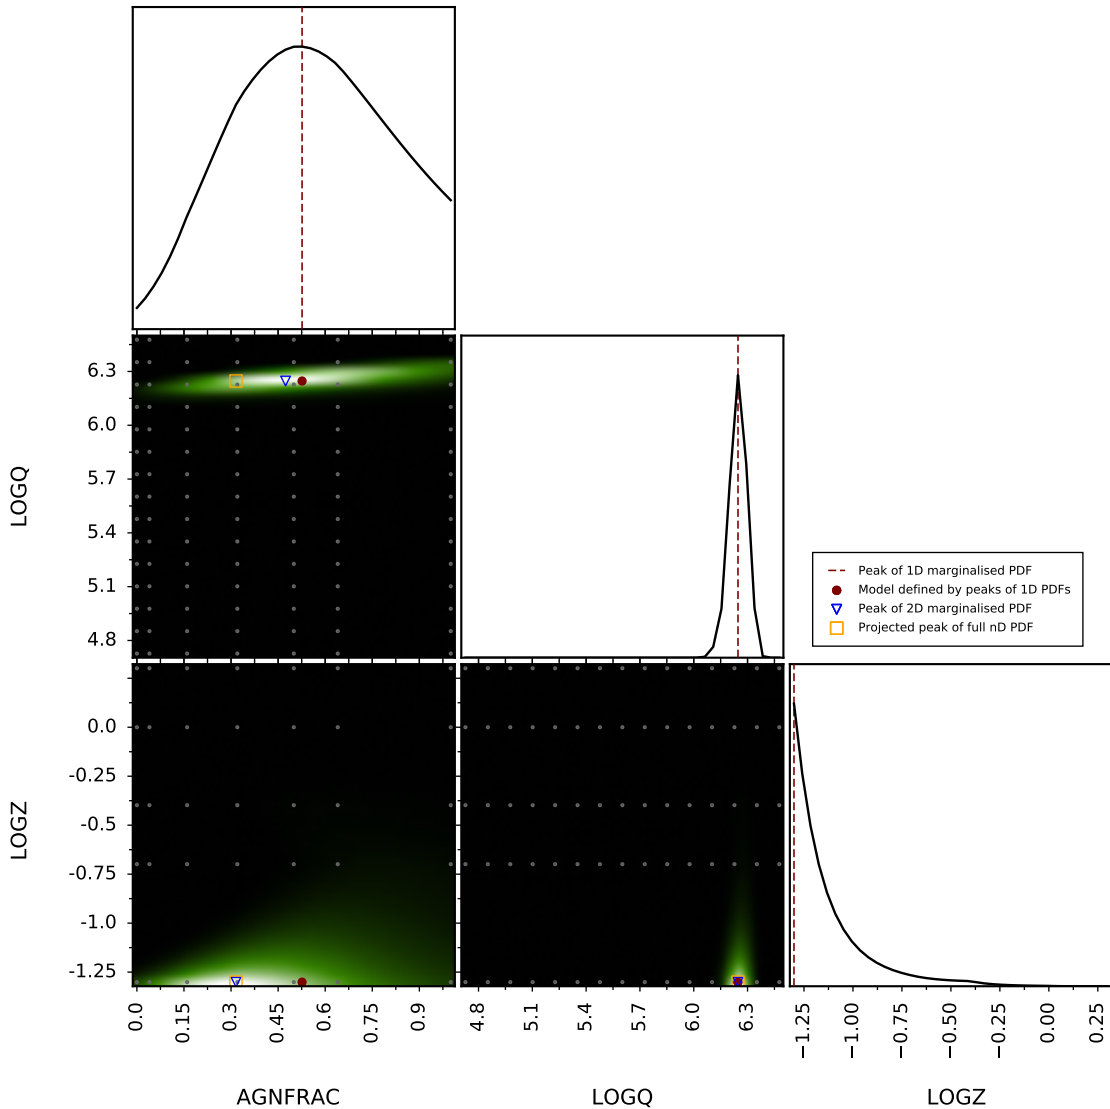 6.3
6.0
5.7
5.4
5.1
4.8
LOGQ
Peak of 1D marginalised PDF
Model defined by peaks of 1D PDFs
Peak of 2D marginalised PDF
Projected peak of full nD PDF
0.0
-0.25
-0.5
-0.75
-1.0
-1.25
LOGZ
0.0 0.15 0.3 0.45 0.6 0.75 0.9
4.8 5.1 5.4 5.7 6.0 6.3
−1.25 −1.00 −0.75 −0.50 −0.25 0.00 0.25
AGNFRAC LOGQ LOGZ